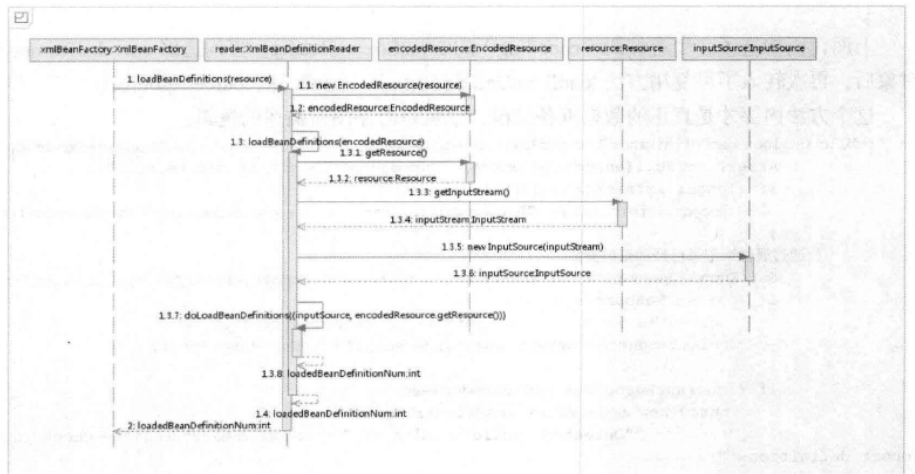 xmlBeanFactory:XmlBeanFactory
reader:XmlBeanDefinitionReader
encodedResource:EncodedResource
resource:Resource
inputSource:InputSource
1: loadBeanDefinitions(resource)
1.1: new EncodedResource(resource)
1.2: encodedResource:EncodedResource
1.3: loadBeanDefinitions(encodedResource)
1.3.1: getResource()
1.3.2: resource:Resource
1.3.3: getInputStream()
1.3.4: inputStream:InputStream
1.3.5: new InputSource(inputStream)
1.3.6: inputSource:InputSource
1.3.7: doLoadBeanDefinitions((inputSource, encodedResource.getResource()))
1.3.8: loadedBeanDefinitionNum:int
1.4: loadedBeanDefinitionNum:int
2: loadedBeanDefinitionNum:int